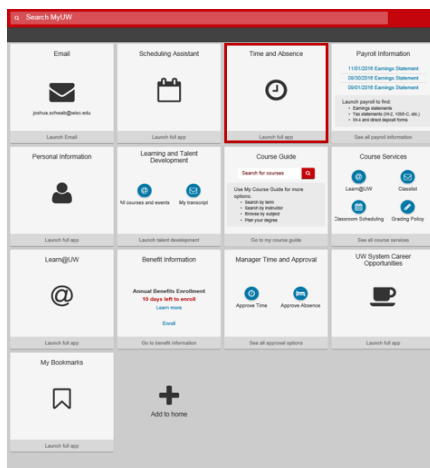 Search MyUW
Email
joshua.schwab@wisc.edu
Launch Email
Scheduling Assistant
Launch full app
Time and Absence
Launch full app
Payroll Information
11/01/2016 Earnings Statement
09/30/2016 Earnings Statement
09/01/2016 Earnings Statement
Launch payroll to find:
Earnings statements
Tax statements (W-2, 1095-C, etc.)
W-4 and direct deposit forms
See all payroll information
Personal Information
Launch full app
Learning and Talent
Development
All courses and events
My transcript
Launch talent development
Course Guide
Search for courses
Use My Course Guide for more
options:
Search by term
Search by instructor
Browse by subject
Plan your degree
Go to my course guide
Course Services
Learn@UW
Classlist
Classroom Scheduling
Grading Policy
See all course services
Learn@UW
@
Launch full app
Benefit Information
Annual Benefits Enrollment
10 days left to enroll
Learn more
Enroll
Go to benefit information
Manager Time and Approval
Approve Time
Approve Absence
See all approval options
UW System Career
Opportunities
Launch full app
My Bookmarks
Launch full app
Add to home